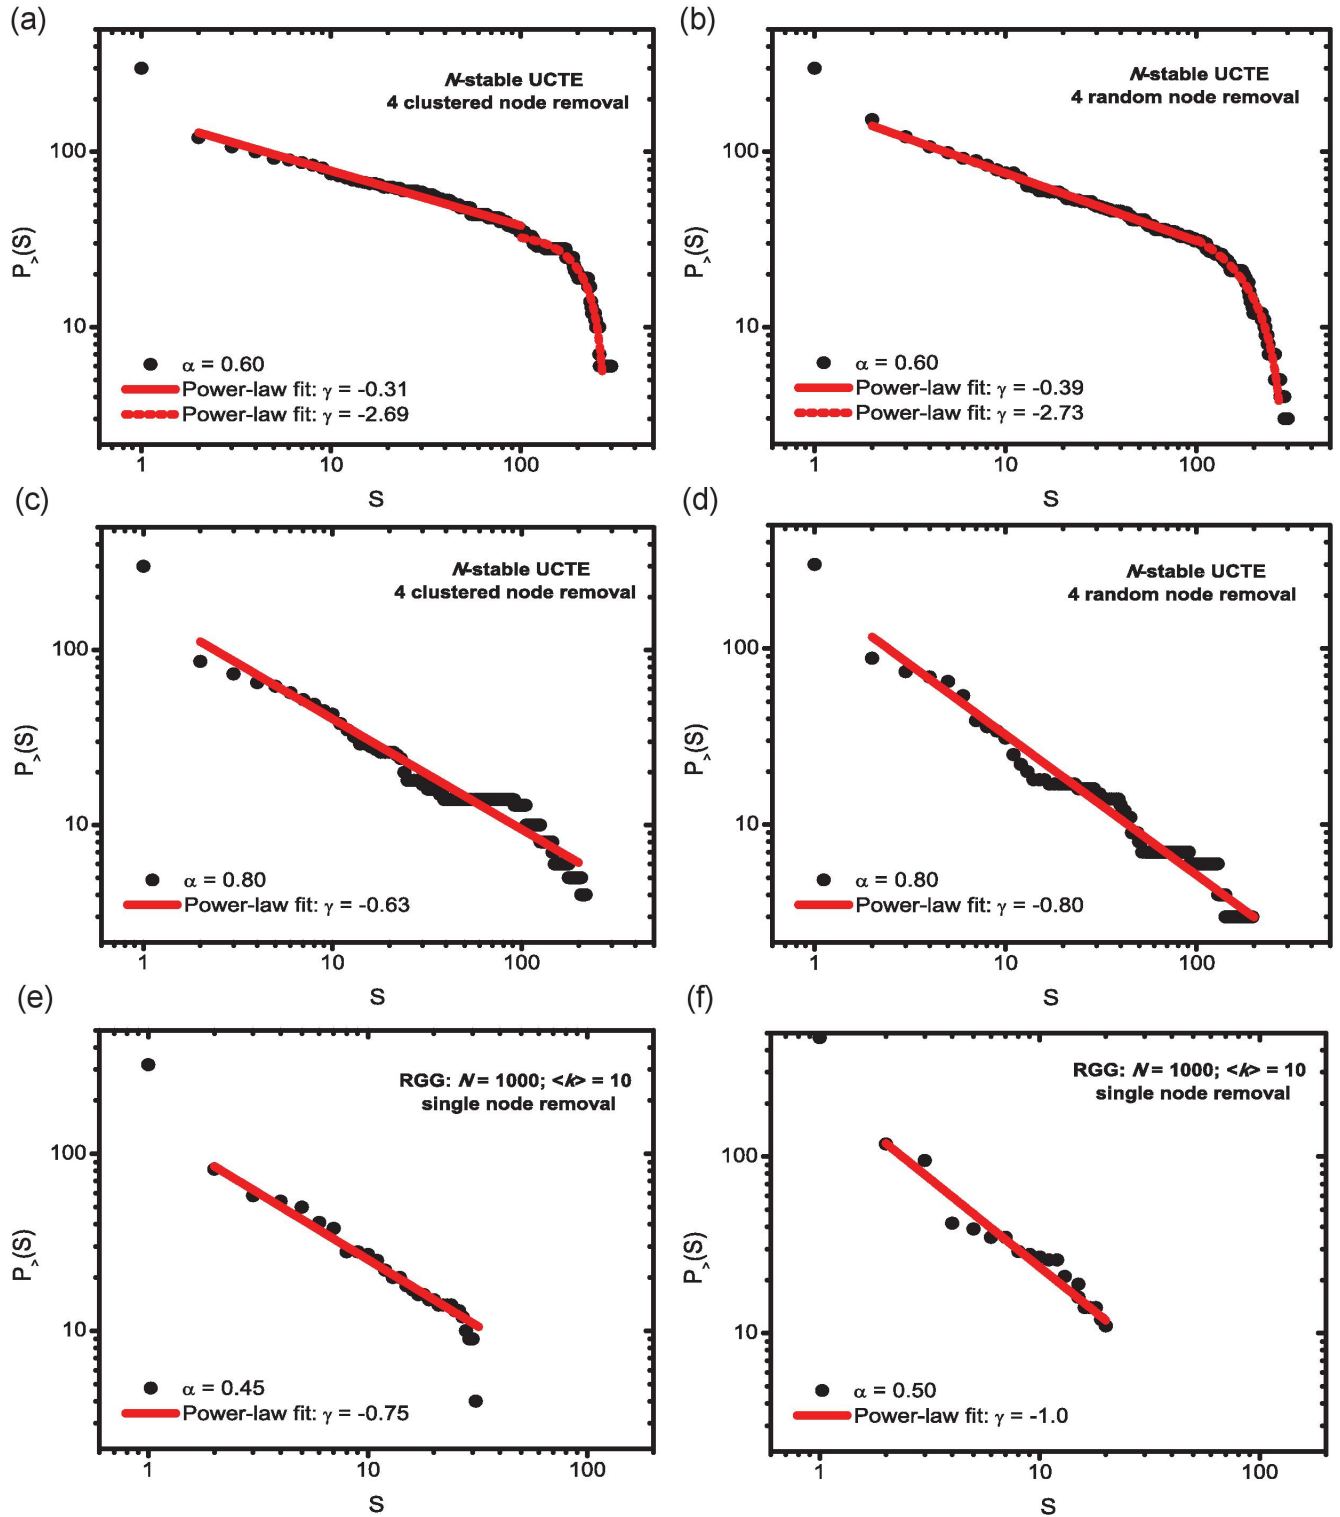 (a)
N-stable UCTE
4 clustered node removal
100
10
P>(S)
α = 0.60
Power-law fit: γ = -0.31
Power-law fit: γ = -2.69
1 10 100
S
(b)
N-stable UCTE
4 random node removal
100
10
P>(S)
α = 0.60
Power-law fit: γ = -0.39
Power-law fit: γ = -2.73
1 10 100
S
(c)
N-stable UCTE
4 clustered node removal
100
10
P>(S)
α = 0.80
Power-law fit: γ = -0.63
1 10 100
S
(d)
N-stable UCTE
4 random node removal
100
10
P>(S)
α = 0.80
Power-law fit: γ = -0.80
1 10 100
S
(e)
RGG: N = 1000; <k> = 10
single node removal
100
10
P>(S)
α = 0.45
Power-law fit: γ = -0.75
1 10 100
S
(f)
RGG: N = 1000; <k> = 10
single node removal
100
10
P>(S)
α = 0.50
Power-law fit: γ = -1.0
1 10 100
S